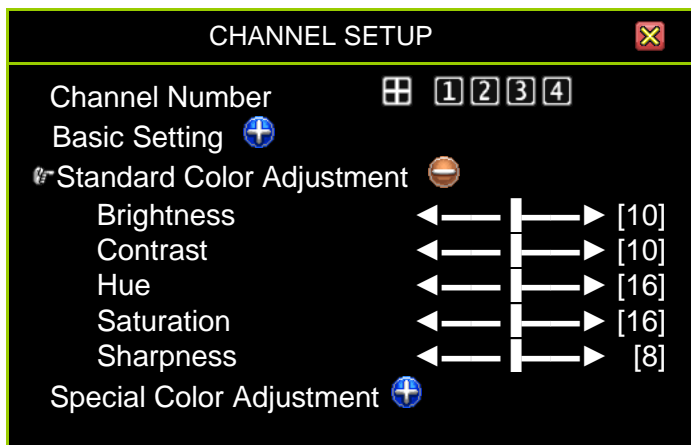 CHANNEL SETUP
Channel Number 1 2 3 4
Basic Setting
Standard Color Adjustment
Brightness [10]
Contrast [10]
Hue [16]
Saturation [16]
Sharpness [8]
Special Color Adjustment